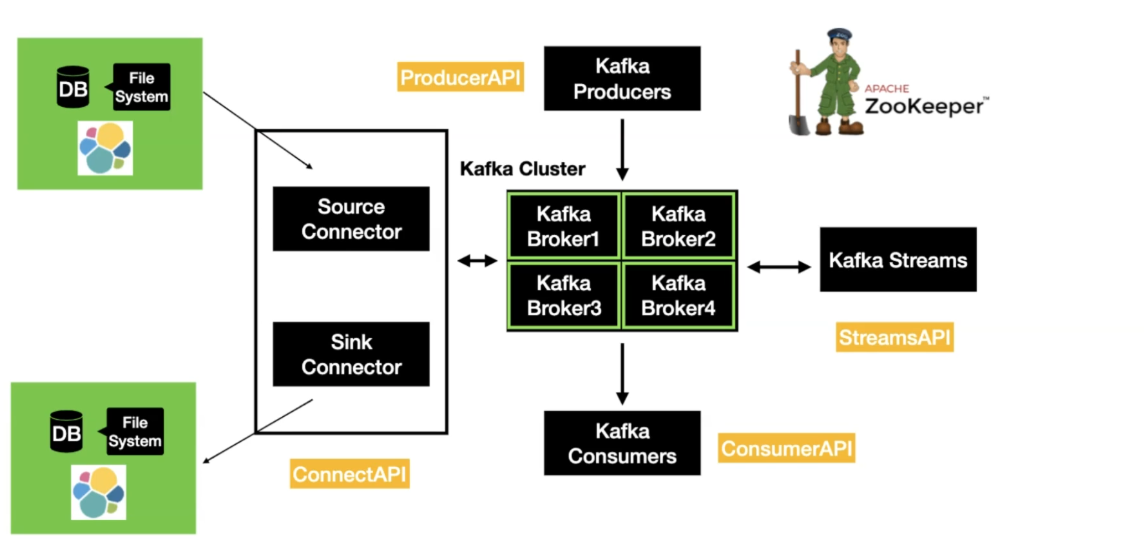 DB
File
System
ProducerAPI
Kafka
Producers
APACHE
ZooKeeper™
Kafka Cluster
Source
Connector
Kafka
Broker1
Kafka
Broker2
Kafka
Broker3
Kafka
Broker4
Kafka Streams
StreamsAPI
Sink
Connector
DB
File
System
ConnectAPI
Kafka
Consumers
ConsumerAPI